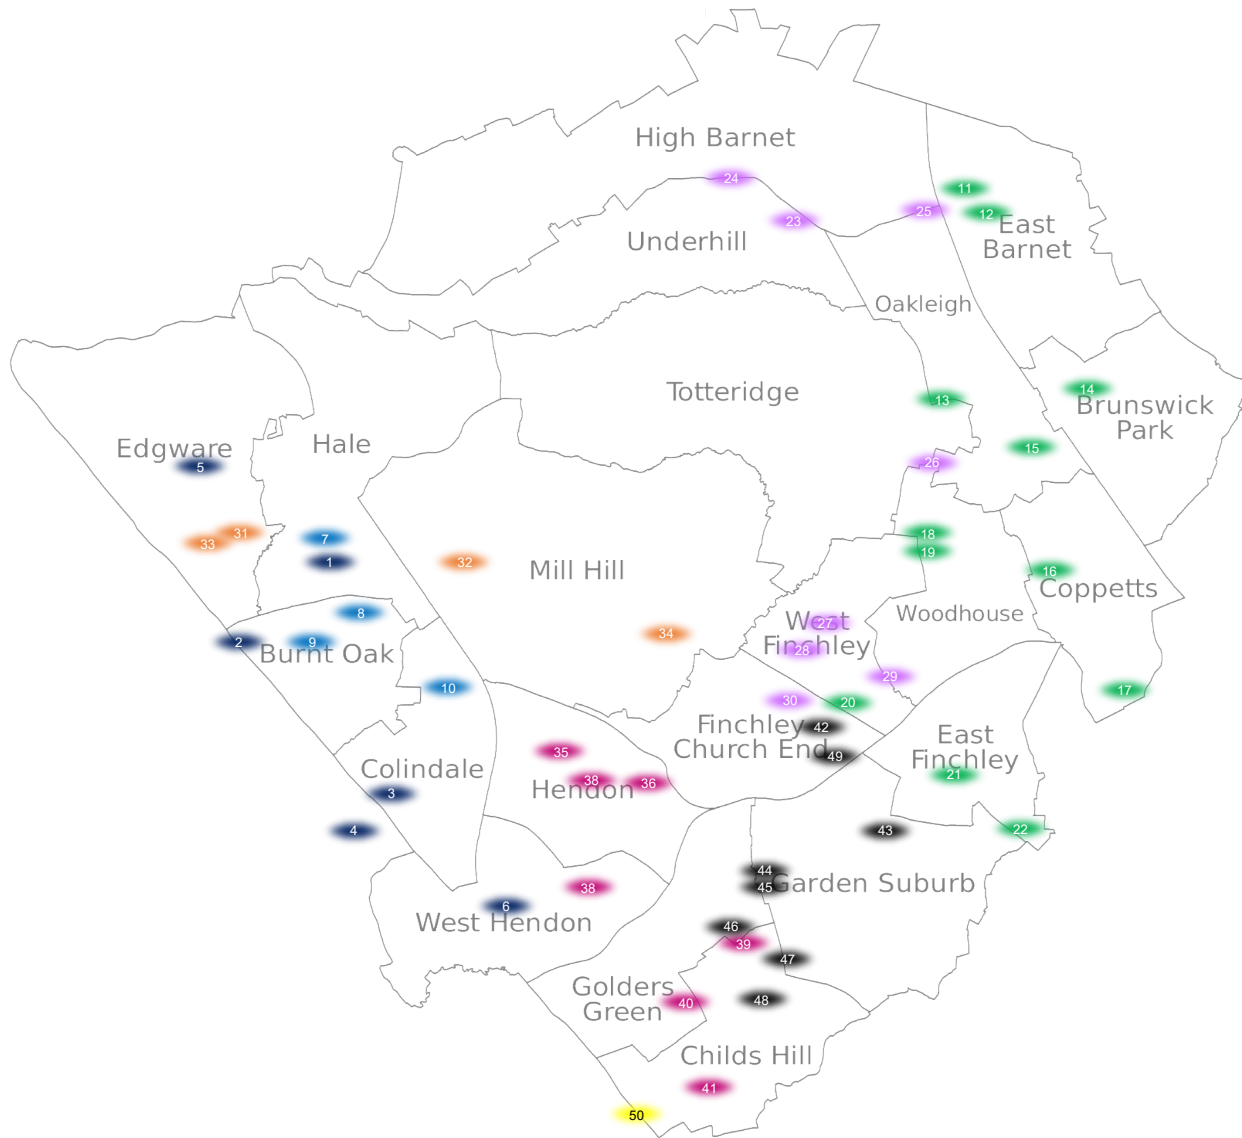 High Barnet
24
11
25
12
23
East
Barnet
Underhill
Oakleigh
Totteridge
13
14
Brunswick
Park
Edgware
5
Hale
15
26
31
33
7
1
32
Mill Hill
18
19
16
Coppetts
Woodhouse
8
2
9
Burnt Oak
34
West
27
Finchley
28
10
29
17
30
20
Finchley
42
Church End
49
East
Finchley
21
35
38
36
Hendon
Colindale
3
4
22
43
44
45
Garden Suburb
38
6
West Hendon
46
39
47
Golders
Green
40
48
Childs Hill
41
50